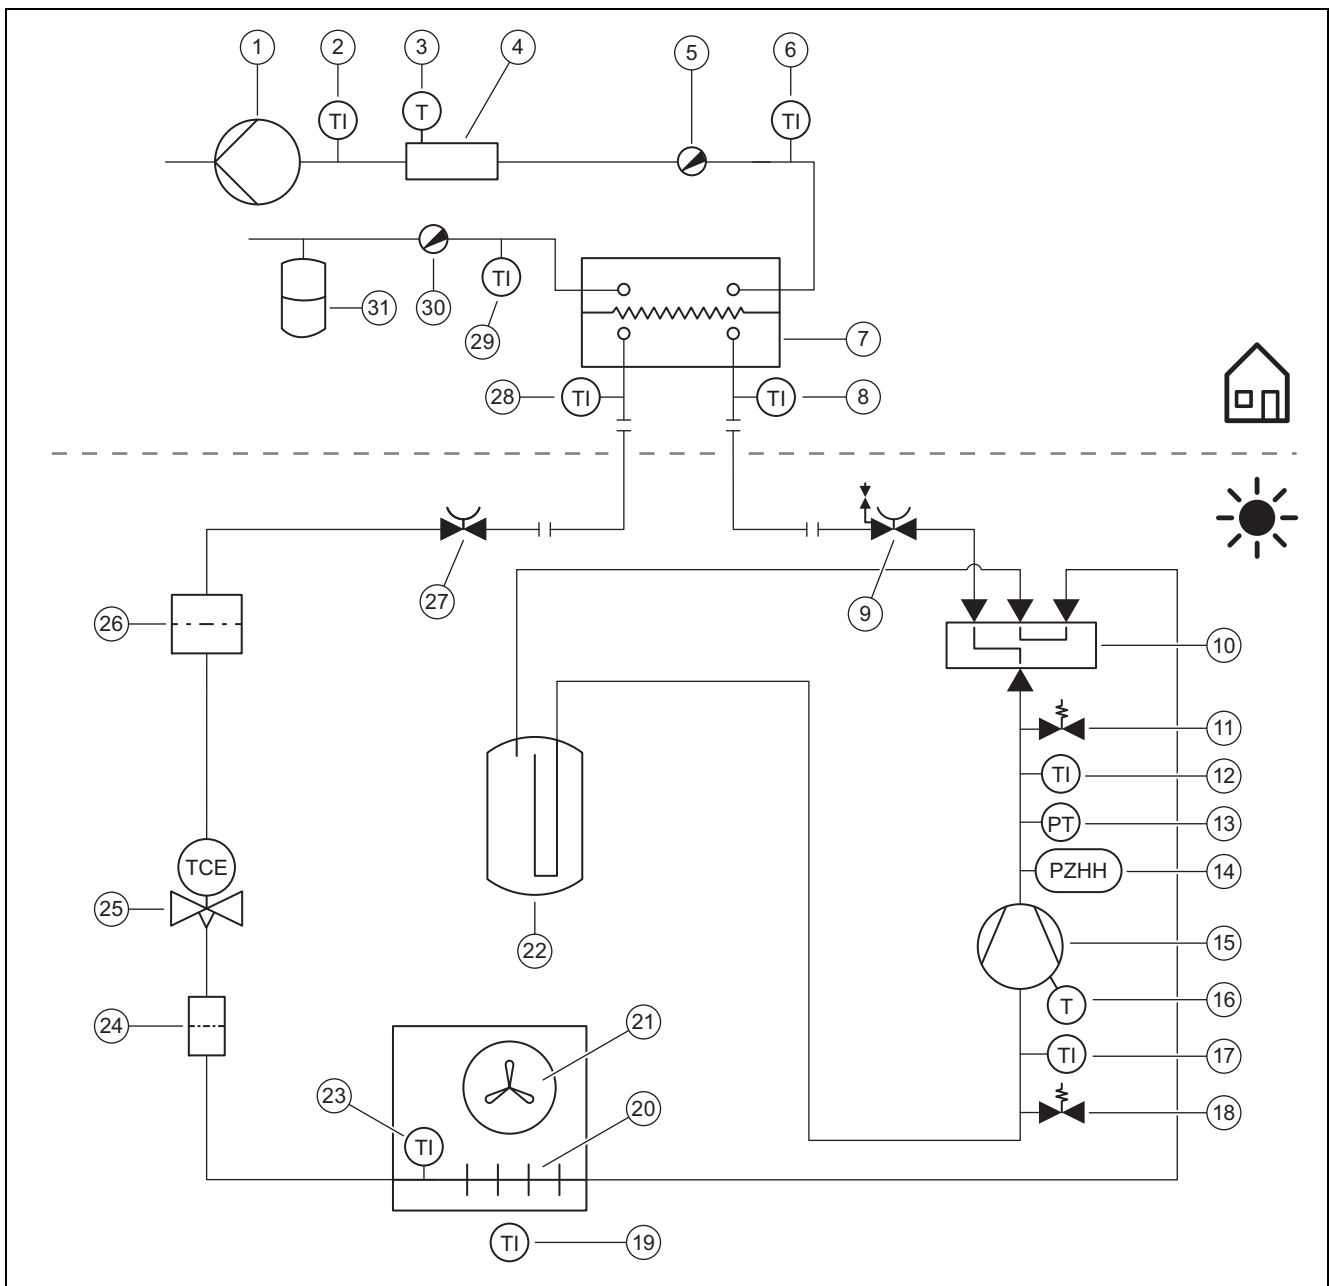 1 2 3 4 5 6
TI T TI
31 30 TI
29
7
28 TI TI 8
27 9
26 10
11
TI 12
PT 13
TCE PZHH 14
25
22 15
T 16
24 21 TI 17
23 20 18
TI
TI 19